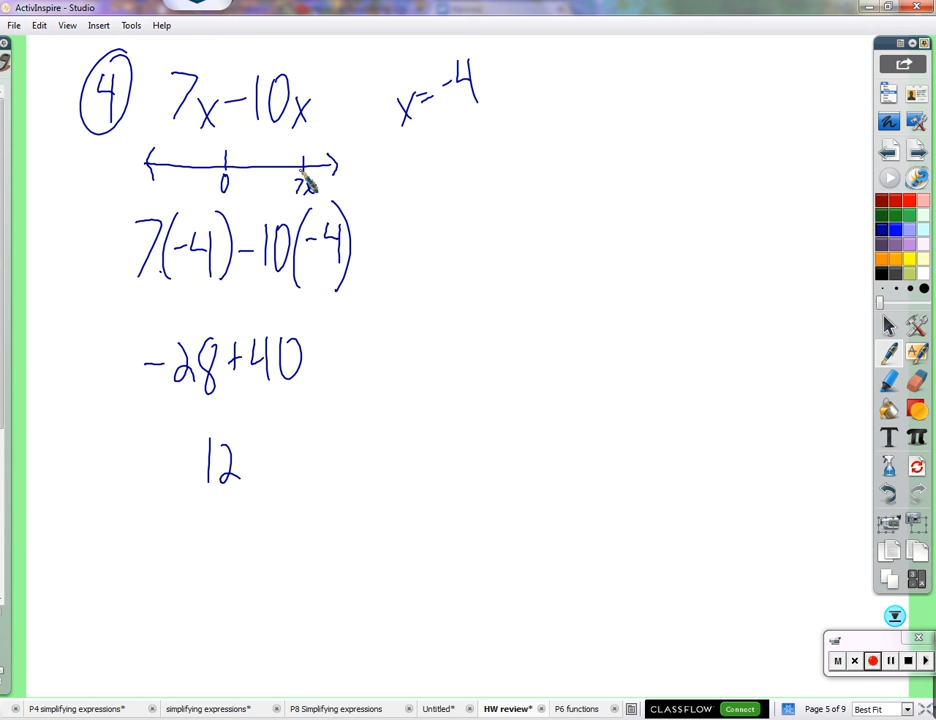 ActivInspire - Studio
File Edit View Insert Tools Help
4 7x-10x x=-4
0 7x
7(-4)-10(-4)
-28+40
12
T π
M
P4 simplifying expressions* simplifying expressions* P8 Simplifying expressions Untitled* HW review* P6 functions CLASSFLOW Connect Page 5 of 9 Best Fit